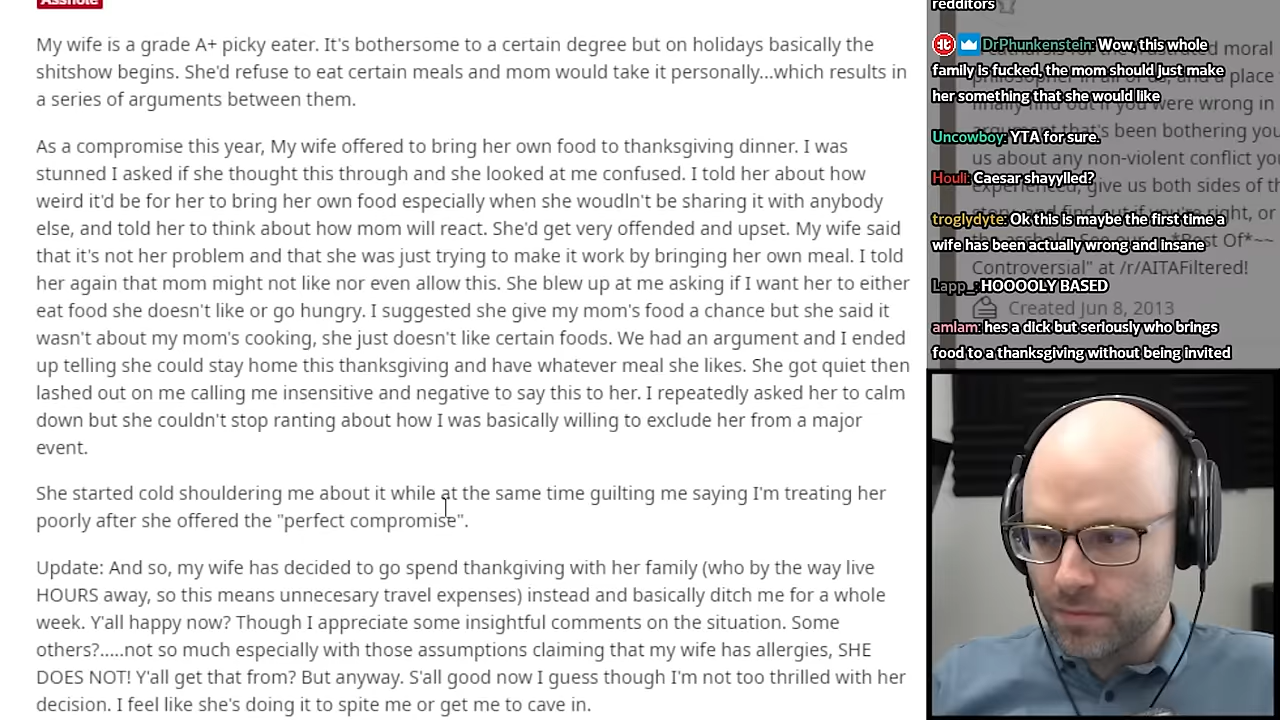 Asshole
My wife is a grade A+ picky eater. It's bothersome to a certain degree but on holidays basically the
shitshow begins. She'd refuse to eat certain meals and mom would take it personally...which results in
a series of arguments between them.
As a compromise this year, My wife offered to bring her own food to thanksgiving dinner. I was
stunned I asked if she thought this through and she looked at me confused. I told her about how
weird it'd be for her to bring her own food especially when she woudln't be sharing it with anybody
else, and told her to think about how mom will react. She'd get very offended and upset. My wife said
that it's not her problem and that she was just trying to make it work by bringing her own meal. I told
her again that mom might not like nor even allow this. She blew up at me asking if I want her to either
eat food she doesn't like or go hungry. I suggested she give my mom's food a chance but she said it
wasn't about my mom's cooking, she just doesn't like certain foods. We had an argument and I ended
up telling she could stay home this thanksgiving and have whatever meal she likes. She got quiet then
lashed out on me calling me insensitive and negative to say this to her. I repeatedly asked her to calm
down but she couldn't stop ranting about how I was basically willing to exclude her from a major
event.
She started cold shouldering me about it while at the same time guilting me saying I'm treating her
poorly after she offered the "perfect compromise".
Update: And so, my wife has decided to go spend thankgiving with her family (who by the way live
HOURS away, so this means unnecesary travel expenses) instead and basically ditch me for a whole
week. Y'all happy now? Though I appreciate some insightful comments on the situation. Some
others?.....not so much especially with those assumptions claiming that my wife has allergies, SHE
DOES NOT! Y'all get that from? But anyway. S'all good now I guess though I'm not too thrilled with her
decision. I feel like she's doing it to spite me or get me to cave in.
redditors
DrPhunkenstein: Wow, this whole
family is fucked, the mom should just make
her something that she would like
Uncowboy: YTA for sure.
Houli: Caesar shayylled?
troglydyte: Ok this is maybe the first time a
wife has been actually wrong and insane
Lapp_: HOOOOLY BASED
amlam: hes a dick but seriously who brings
food to a thanksgiving without being invited
Controversial" at /r/AITAFiltered!
Created Jun 8, 2013